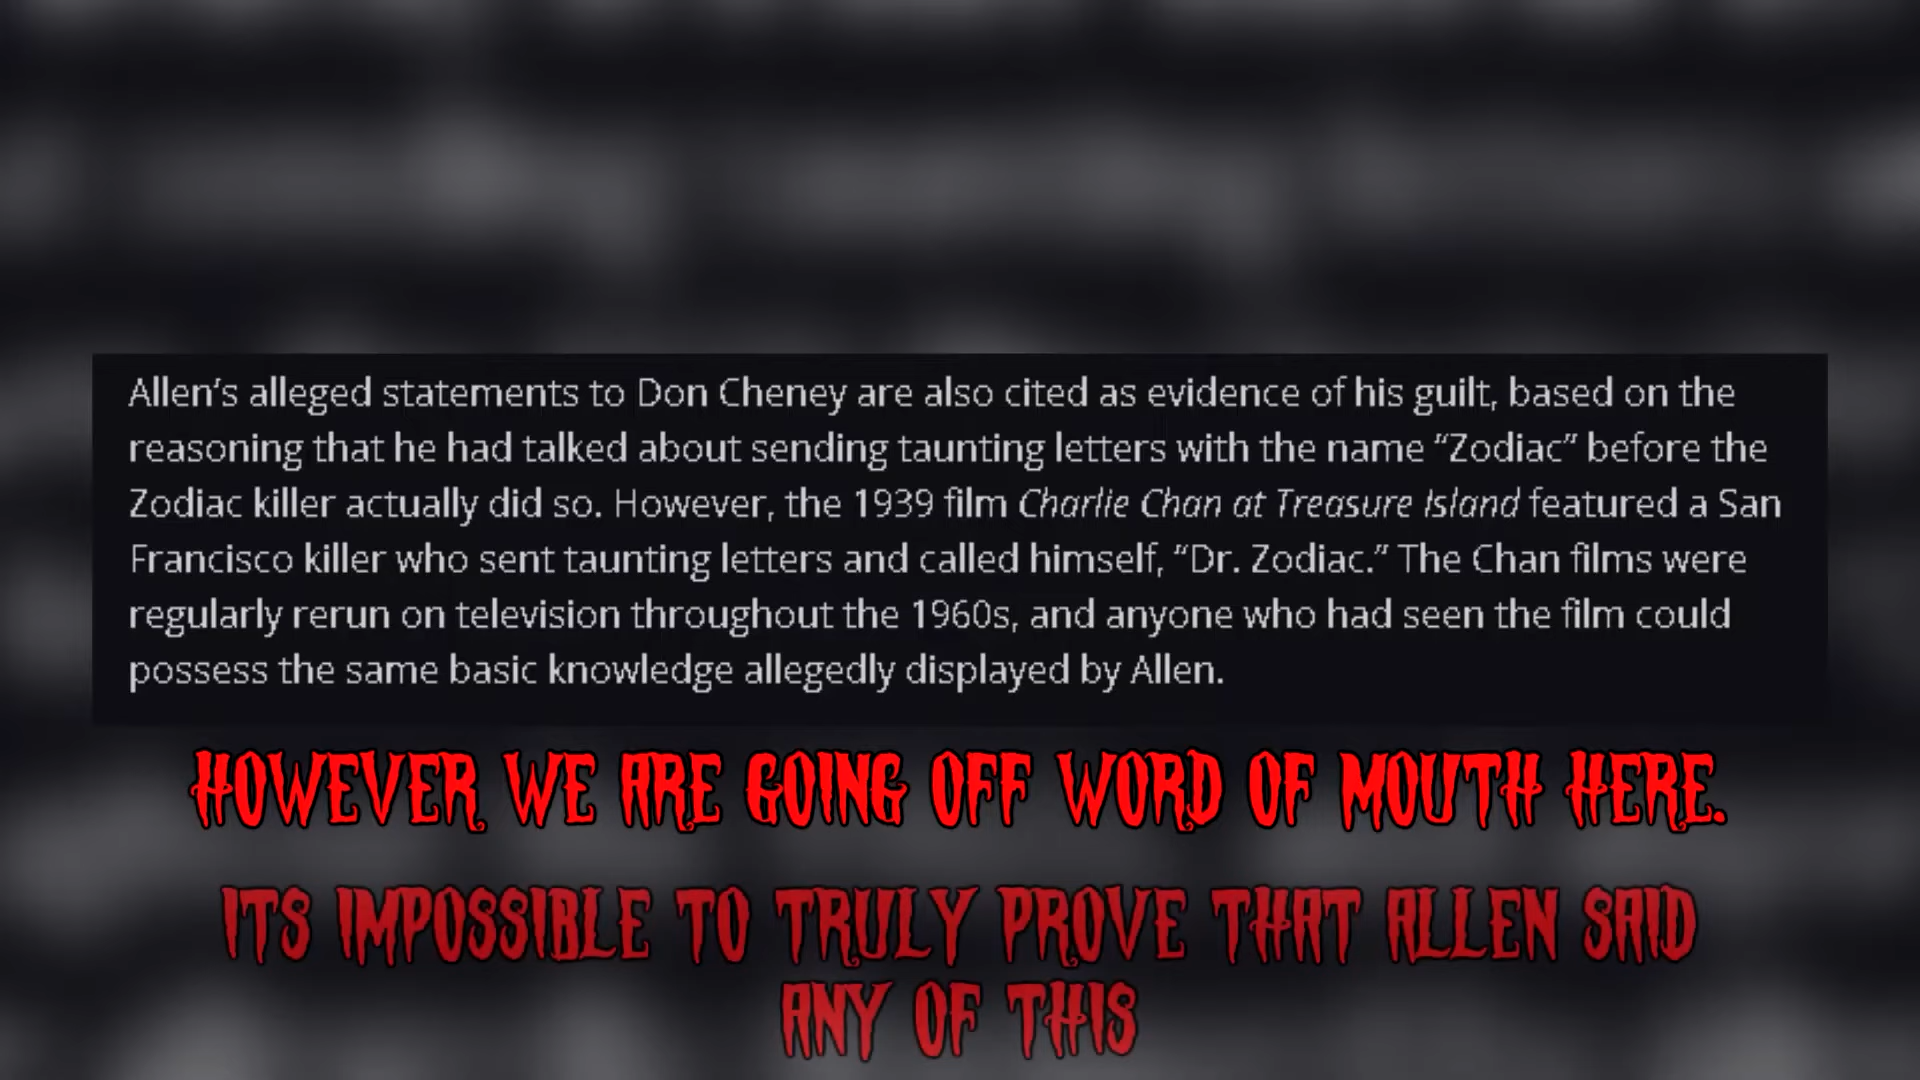 Allen’s alleged statements to Don Cheney are also cited as evidence of his guilt, based on the
reasoning that he had talked about sending taunting letters with the name “Zodiac” before the
Zodiac killer actually did so. However, the 1939 film Charlie Chan at Treasure Island featured a San
Francisco killer who sent taunting letters and called himself, “Dr. Zodiac.” The Chan films were
regularly rerun on television throughout the 1960s, and anyone who had seen the film could
possess the same basic knowledge allegedly displayed by Allen.
HOWEVER WE ARE GOING OFF WORD OF MOUTH HERE.
ITS IMPOSSIBLE TO TRULY PROVE THAT ALLEN SAID
ANY OF THIS